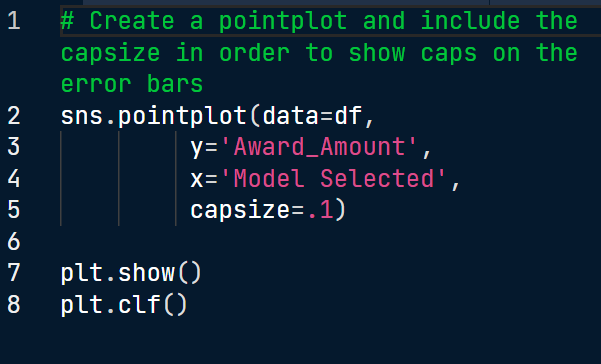 1 # Create a pointplot and include the
capsize in order to show caps on the
error bars
2 sns.pointplot(data=df,
3 y='Award_Amount',
4 x='Model Selected',
5 capsize=.1)
6
7 plt.show()
8 plt.clf()